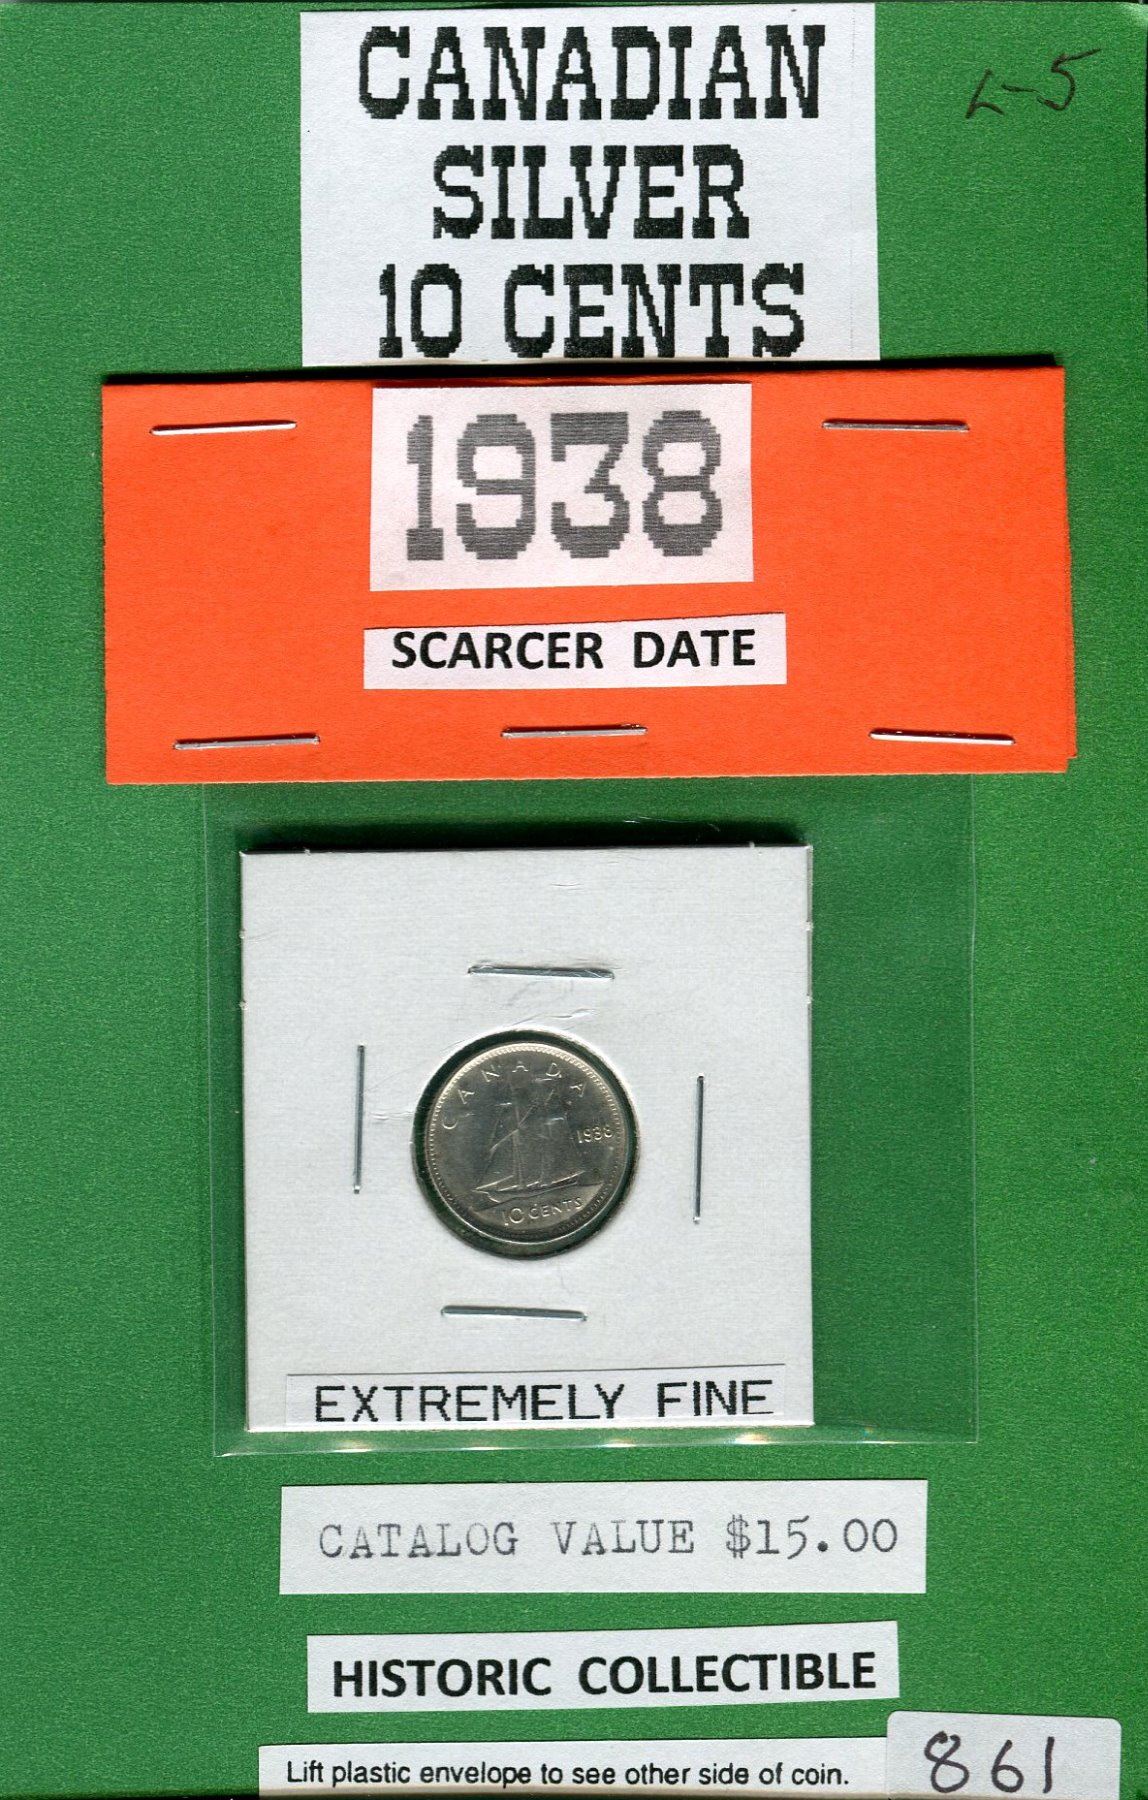 CANADIAN
SILVER
10 CENTS
L-5
1938
SCARCER DATE
CANADA
1938
10 CENTS
EXTREMELY FINE
CATALOG VALUE $15.00
HISTORIC COLLECTIBLE
Lift plastic envelope to see other side of coin.
861